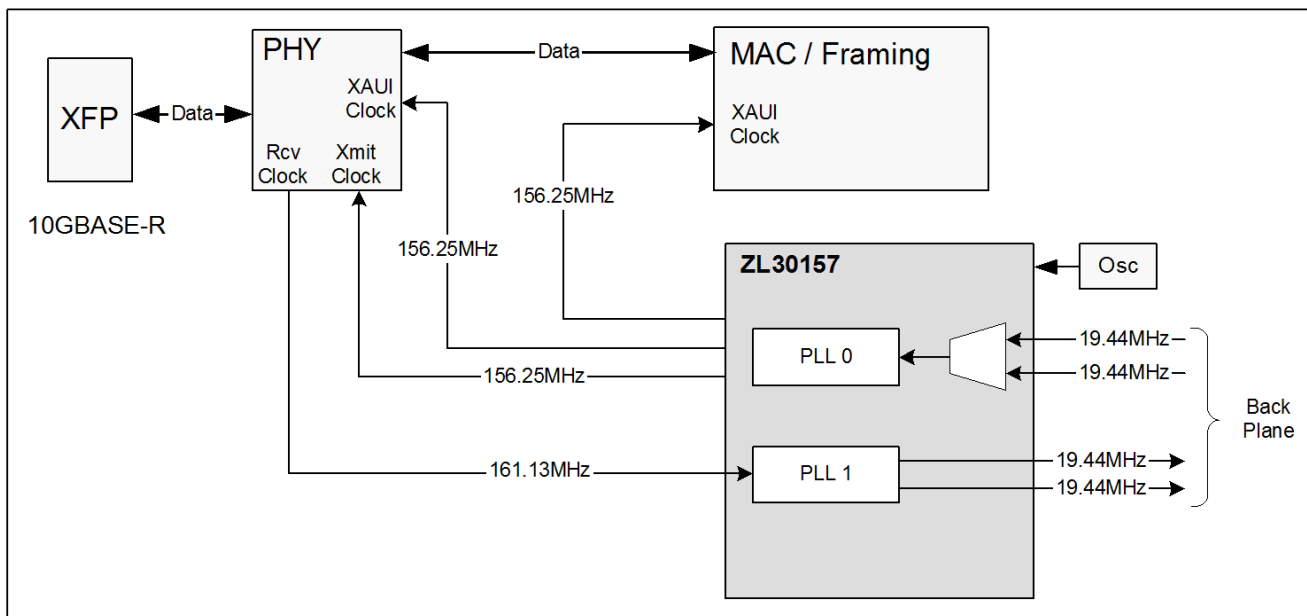 PHY
MAC / Framing
Data
XAUI
Clock
XFP
Data
XAUI
Clock
Rcv
Clock
Xmit
Clock
156.25MHz
10GBASE-R
156.25MHz
ZL30157
Osc
PLL 0
19.44MHz
19.44MHz
156.25MHz
Back
Plane
PLL 1
161.13MHz
19.44MHz
19.44MHz